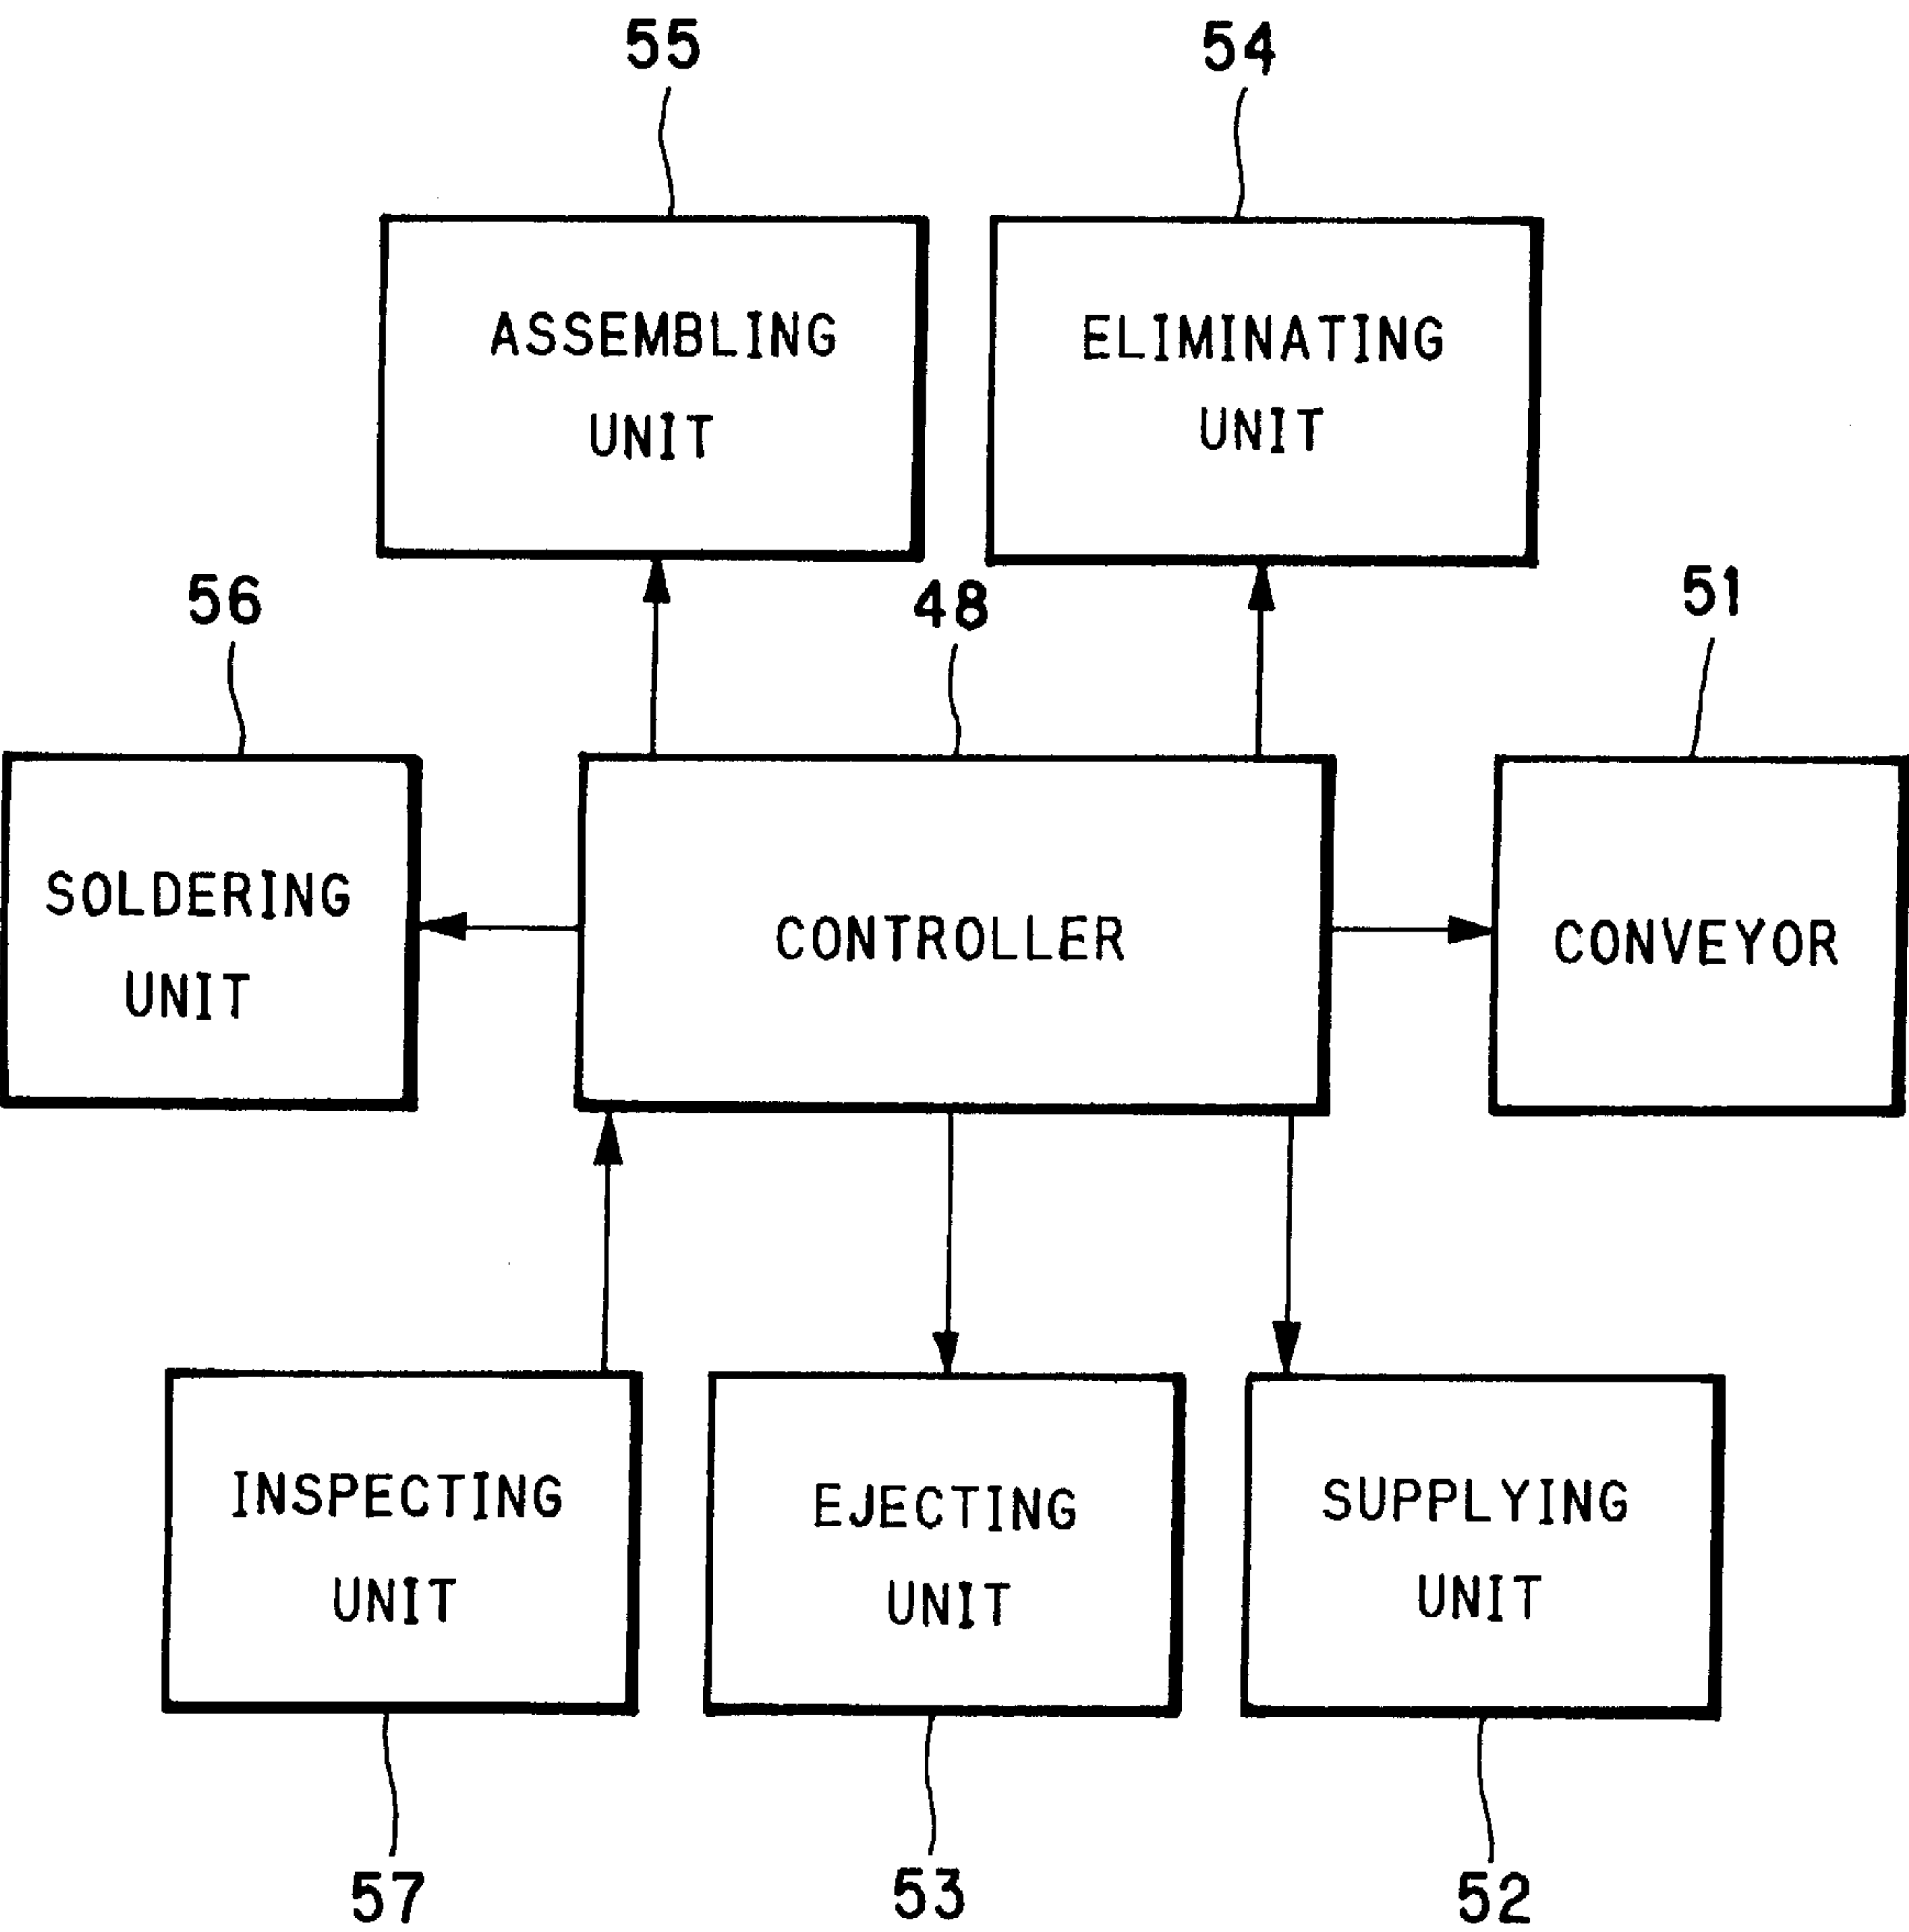 55
54
ASSEMBLING
UNIT
ELIMINATING
UNIT
56
48
51
SOLDERING
UNIT
CONTROLLER
CONVEYOR
INSPECTING
UNIT
EJECTING
UNIT
SUPPLYING
UNIT
57
53
52